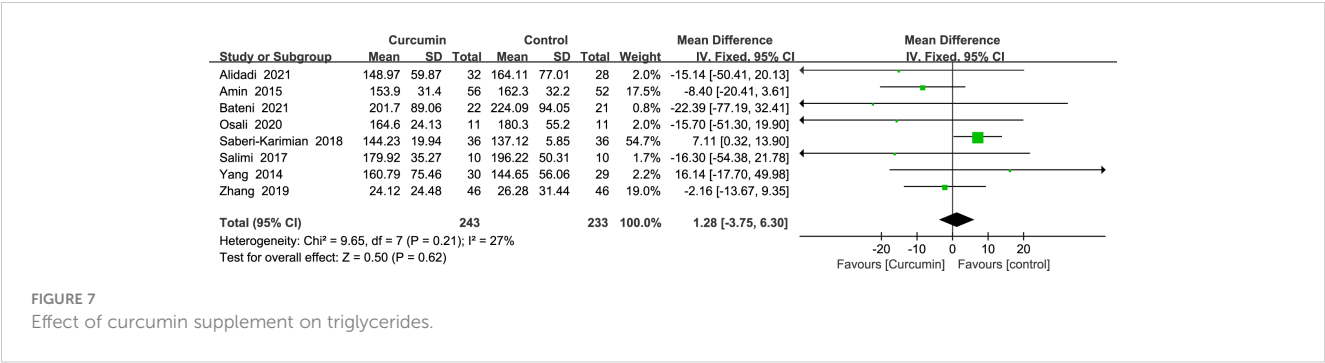 Curcumin Control Mean Difference Mean Difference
Study or Subgroup Mean SD Total Mean SD Total Weight IV, Fixed, 95% CI IV, Fixed, 95% CI
Alidadi 2021 148.97 59.87 32 164.11 77.01 28 2.0% -15.14 [-50.41, 20.13]
Amin 2015 153.9 31.4 56 162.3 32.2 52 17.5% -8.40 [-20.41, 3.61]
Bateni 2021 201.7 89.06 22 224.09 94.05 21 0.8% -22.39 [-77.19, 32.41]
Osali 2020 164.6 24.13 11 180.3 55.2 11 2.0% -15.70 [-51.30, 19.90]
Saberi-Karimian 2018 144.23 19.94 36 137.12 5.85 36 54.7% 7.11 [0.32, 13.90]
Salimi 2017 179.92 35.27 10 196.22 50.31 10 1.7% -16.30 [-54.38, 21.78]
Yang 2014 160.79 75.46 30 144.65 56.06 29 2.2% 16.14 [-17.70, 49.98]
Zhang 2019 24.12 24.48 46 26.28 31.44 46 19.0% -2.16 [-13.67, 9.35]
Total (95% CI) 243 233 100.0% 1.28 [-3.75, 6.30]
Heterogeneity: Chi² = 9.65, df = 7 (P = 0.21); I² = 27%
Test for overall effect: Z = 0.50 (P = 0.62)
-20 -10 0 10 20
Favours [Curcumin] Favours [control]
FIGURE 7
Effect of curcumin supplement on triglycerides.